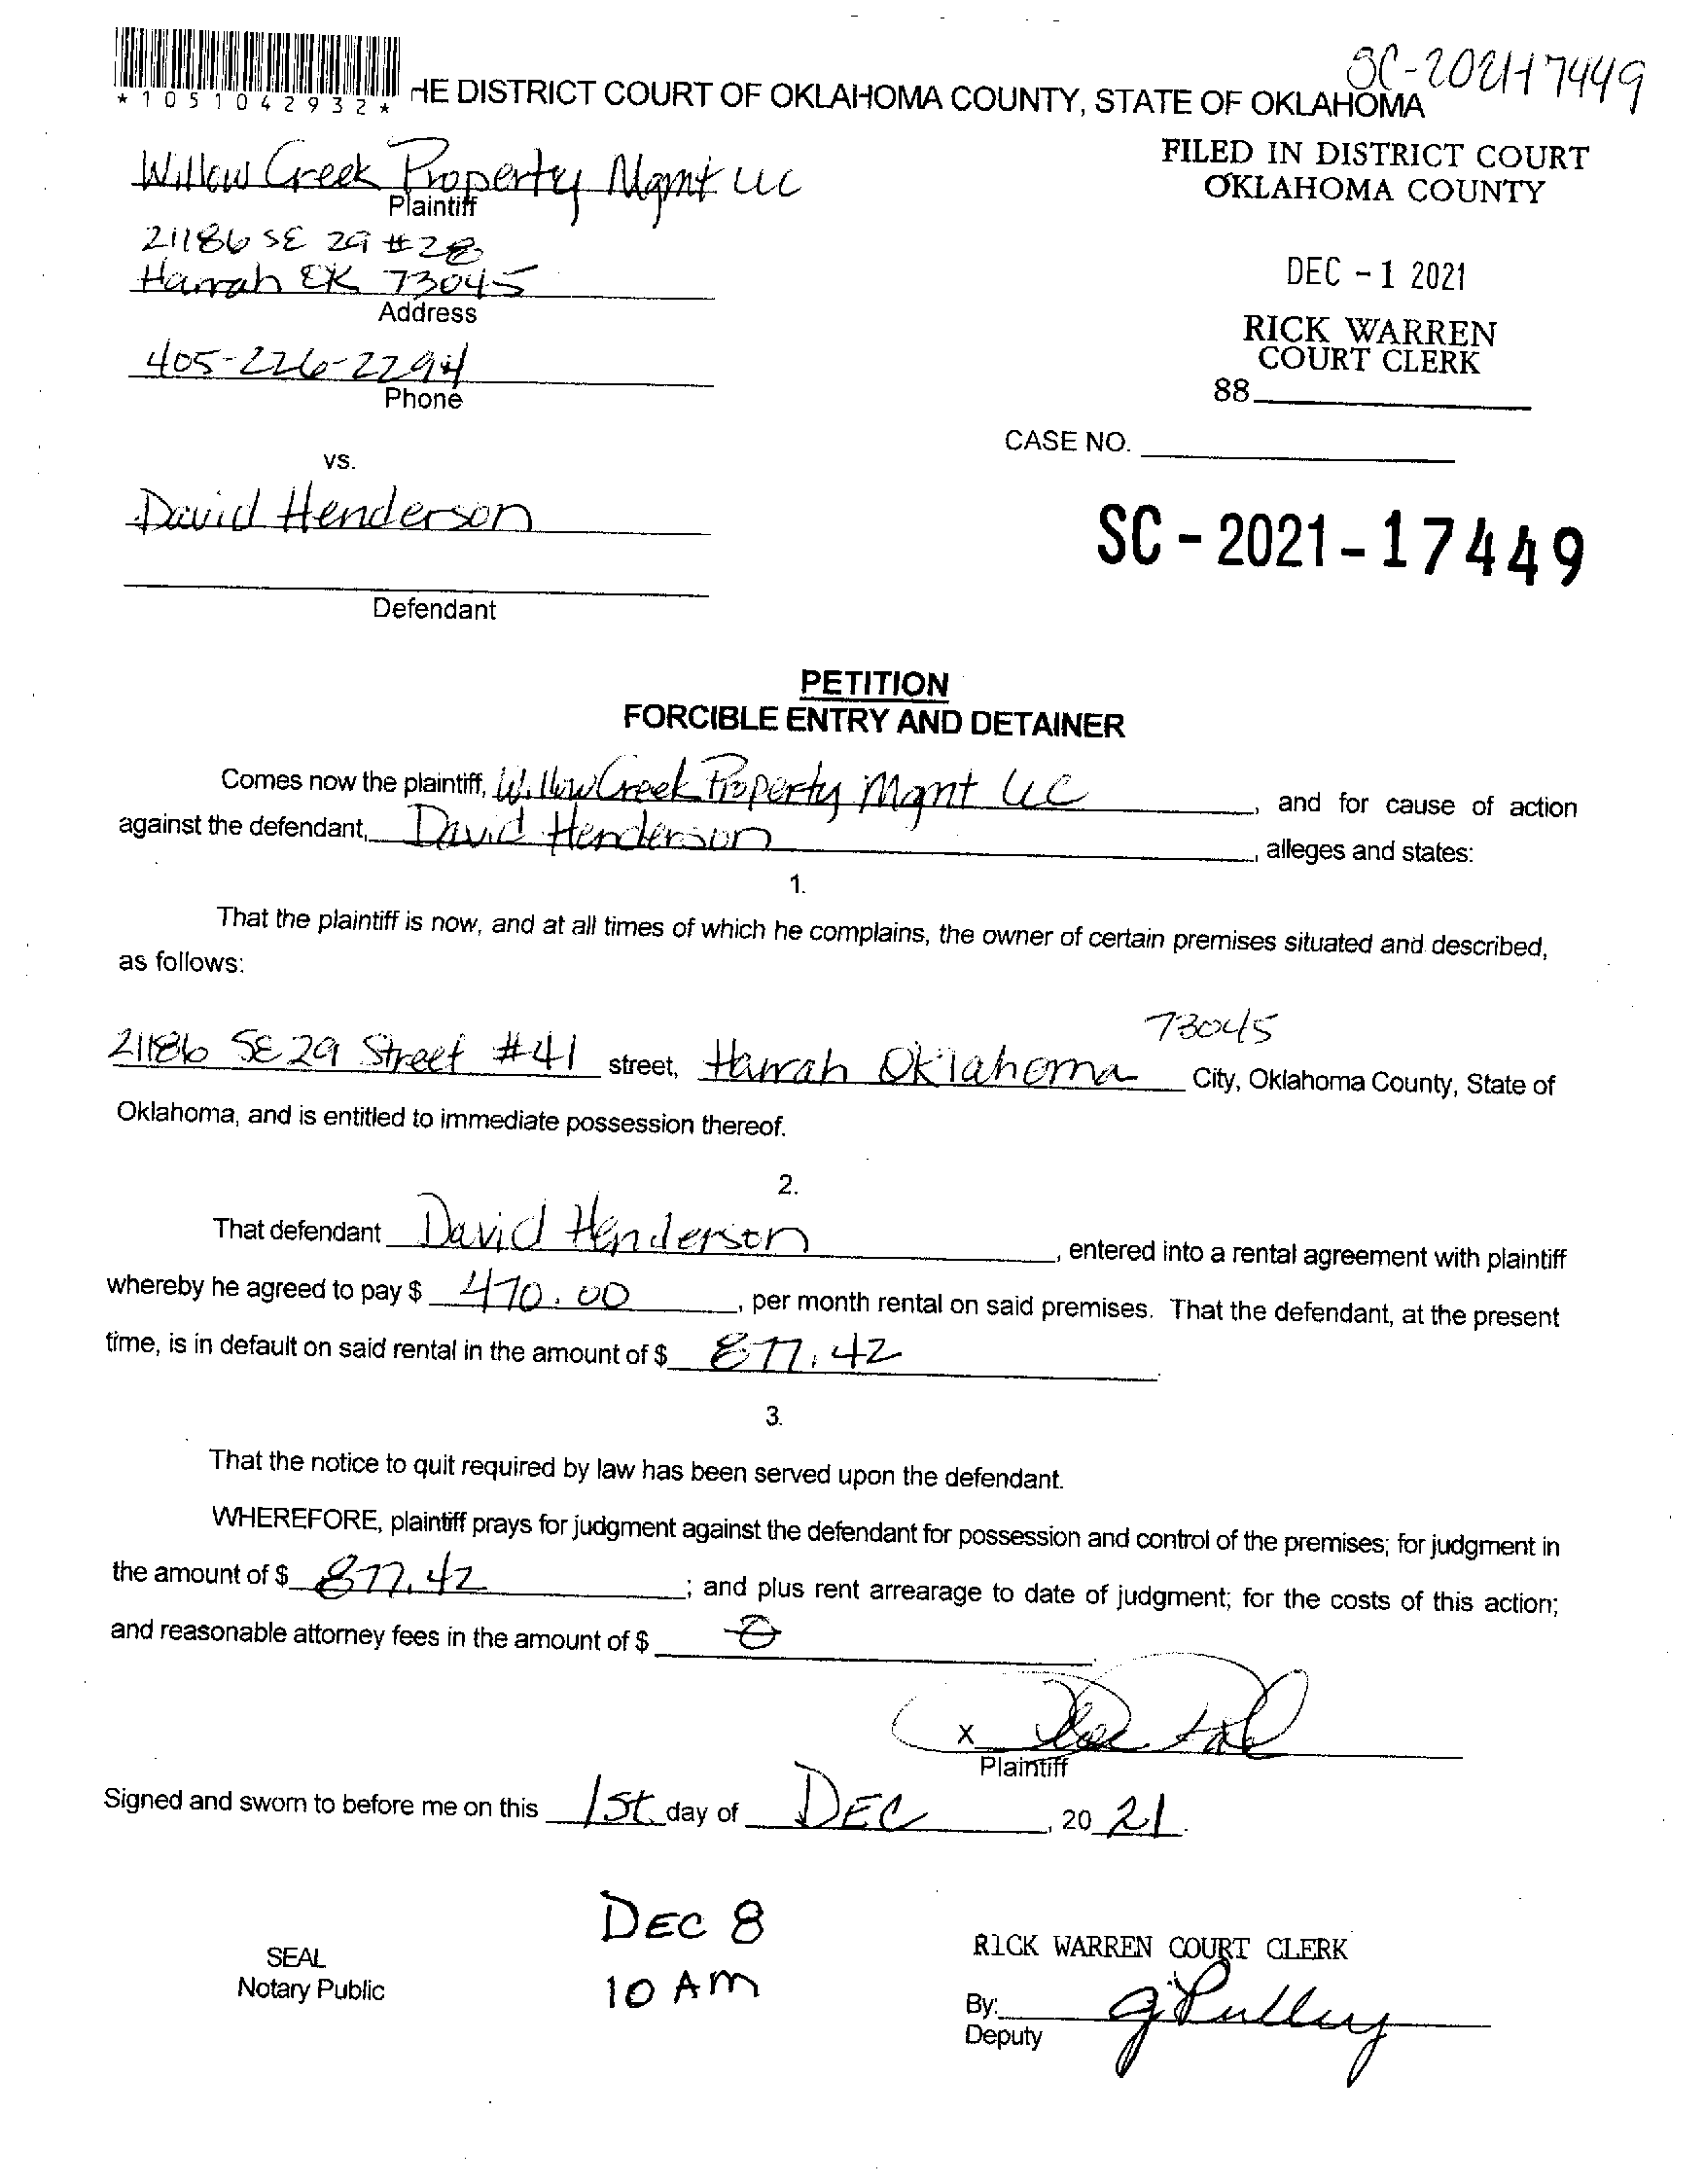 SC-2021-17449
*1051042932*
HE DISTRICT COURT OF OKLAHOMA COUNTY, STATE OF OKLAHOMA
Willow Creek Property Mgmt LLC
Plaintiff
21186 SE 29 #28
Harrah OK 73045
Address
405-226-2294
Phone
FILED IN DISTRICT COURT
OKLAHOMA COUNTY
DEC -1 2021
RICK WARREN
COURT CLERK
88
CASE NO.
vs.
David Henderson
Defendant
SC-2021-17449
PETITION
FORCIBLE ENTRY AND DETAINER
Comes now the plaintiff, Willow Creek Property Mgmt LLC, and for cause of action
against the defendant, David Henderson, alleges and states:
1.
That the plaintiff is now, and at all times of which he complains, the owner of certain premises situated and described,
as follows:
73045
21186 SE 29 Street #41 street, Harrah Oklahoma City, Oklahoma County, State of
Oklahoma, and is entitled to immediate possession thereof.
2.
That defendant David Henderson, entered into a rental agreement with plaintiff
whereby he agreed to pay $ 470.00, per month rental on said premises. That the defendant, at the present
time, is in default on said rental in the amount of $ 877.42.
3.
That the notice to quit required by law has been served upon the defendant.
WHEREFORE, plaintiff prays for judgment against the defendant for possession and control of the premises; for judgment in
the amount of $ 877.42; and plus rent arrearage to date of judgment; for the costs of this action;
and reasonable attorney fees in the amount of $ 0.
X
Plaintiff
Signed and sworn to before me on this 1st day of DEC, 20 21.
DEC 8
10 AM
SEAL
Notary Public
RICK WARREN COURT CLERK
By: g Pulley
Deputy